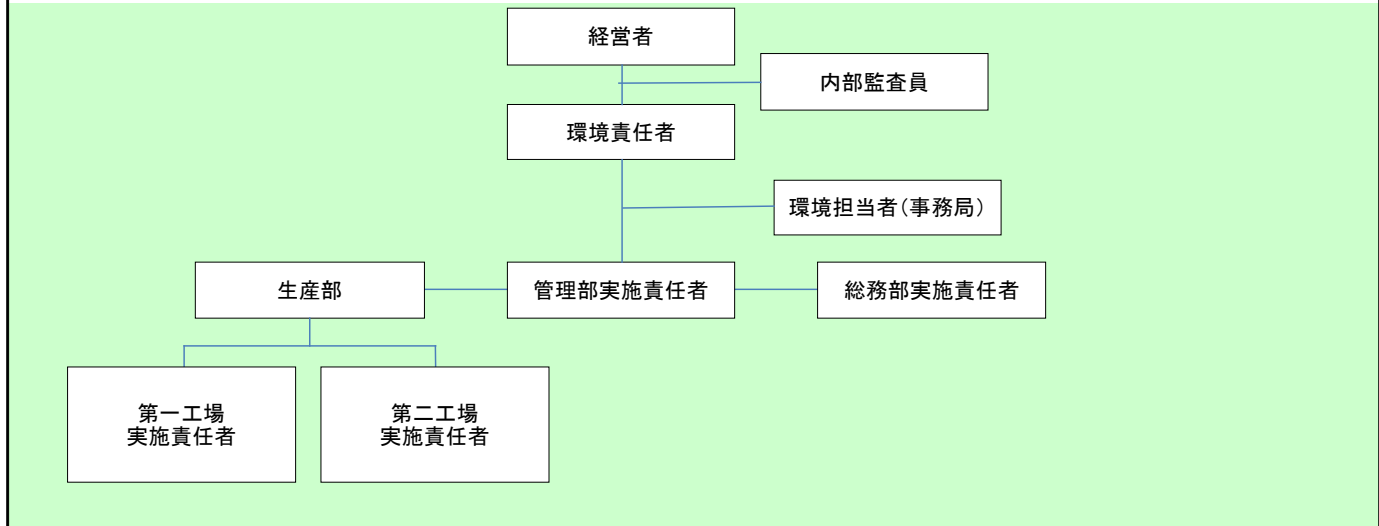 経営者
内部監査員
環境責任者
環境担当者（事務局）
生産部
管理部実施責任者
総務部実施責任者
第一工場
実施責任者
第二工場
実施責任者